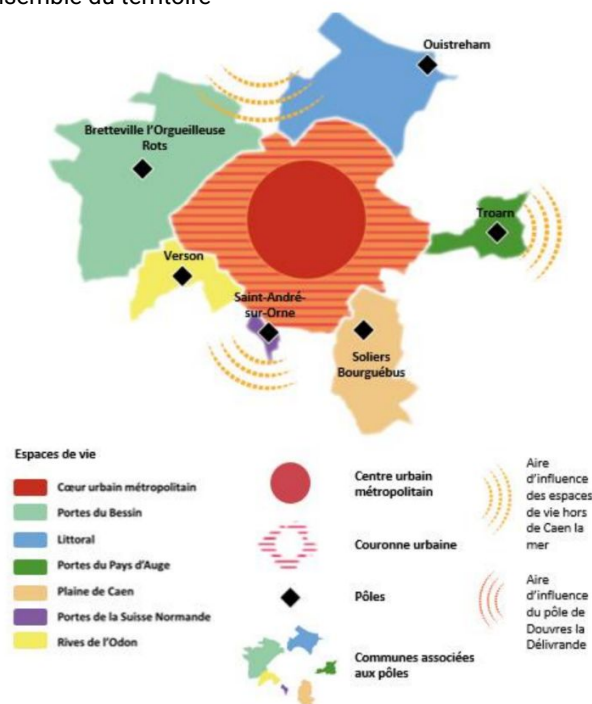 nsemble du territoire
Ouistreham
Bretteville l'Orgueilleuse
Rots
Troarn
Verson
Saint-André-
sur-Orne
Soliers
Bourguébus
Espaces de vie
Cœur urbain métropolitain
Portes du Bessin
Littoral
Portes du Pays d'Auge
Plaine de Caen
Portes de la Suisse Normande
Rives de l'Odon
Centre urbain
métropolitain
Couronne urbaine
Pôles
Communes associées
aux pôles
Aire
d'influence
des espaces
de vie hors
de Caen la
mer
Aire
d'influence
du pôle de
Douvres la
Délivrande